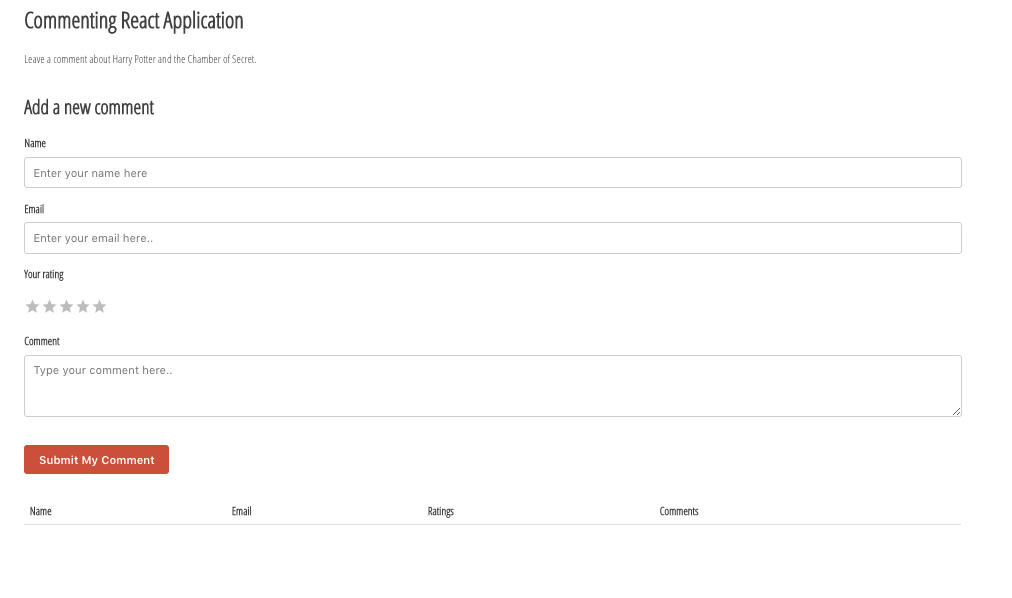 Commenting React Application
Leave a comment about Harry Potter and the Chamber of Secret.
Add a new comment
Name
Enter your name here
Email
Enter your email here..
Your rating
Comment
Type your comment here..
Submit My Comment
Name Email Ratings Comments